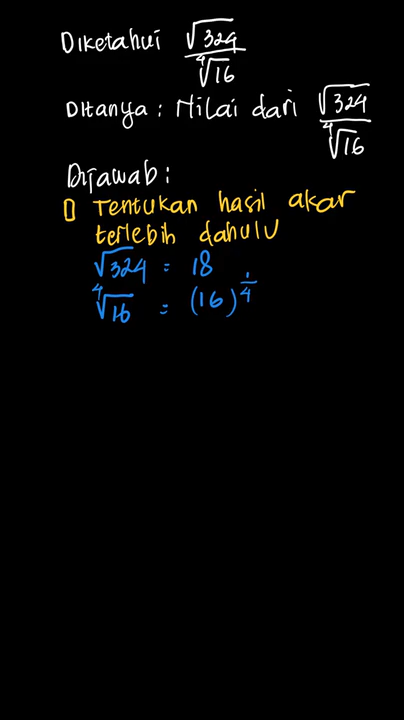 Diketahui √324 / ⁴√16
Ditanya : Nilai dari √324 / ⁴√16
Dijawab :
▯ Tentukan hasil akar
terlebih dahulu
√324 = 18
⁴√16 = (16)^1/4